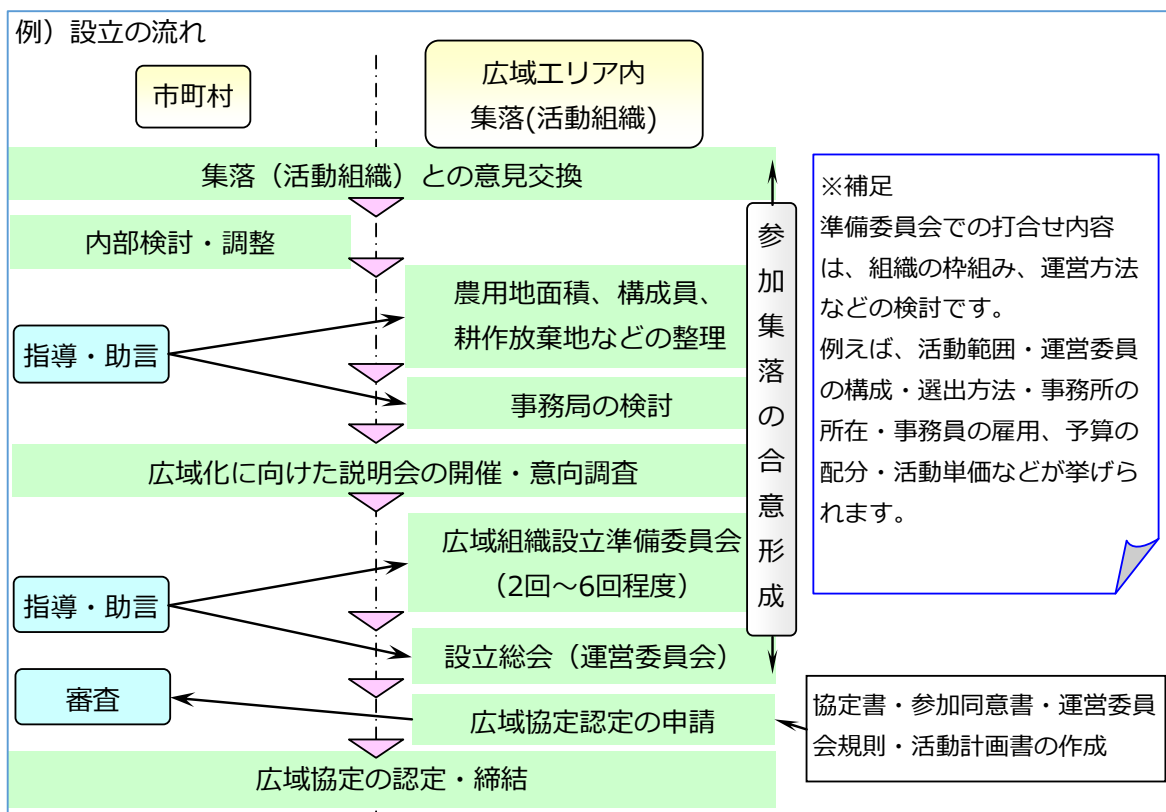 例）設立の流れ
市町村
広域エリア内
集落(活動組織)
集落（活動組織）との意見交換
内部検討・調整
農用地面積、構成員、
耕作放棄地などの整理
指導・助言
事務局の検討
広域化に向けた説明会の開催・意向調査
広域組織設立準備委員会
（2回～6回程度）
指導・助言
設立総会（運営委員会）
審査
広域協定認定の申請
広域協定の認定・締結
参加集落の合意形成
※補足
準備委員会での打合せ内容
は、組織の枠組み、運営方法
などの検討です。
例えば、活動範囲・運営委員
の構成・選出方法・事務所の
所在・事務員の雇用、予算の
配分・活動単価などが挙げら
れます。
協定書・参加同意書・運営委員
会規則・活動計画書の作成